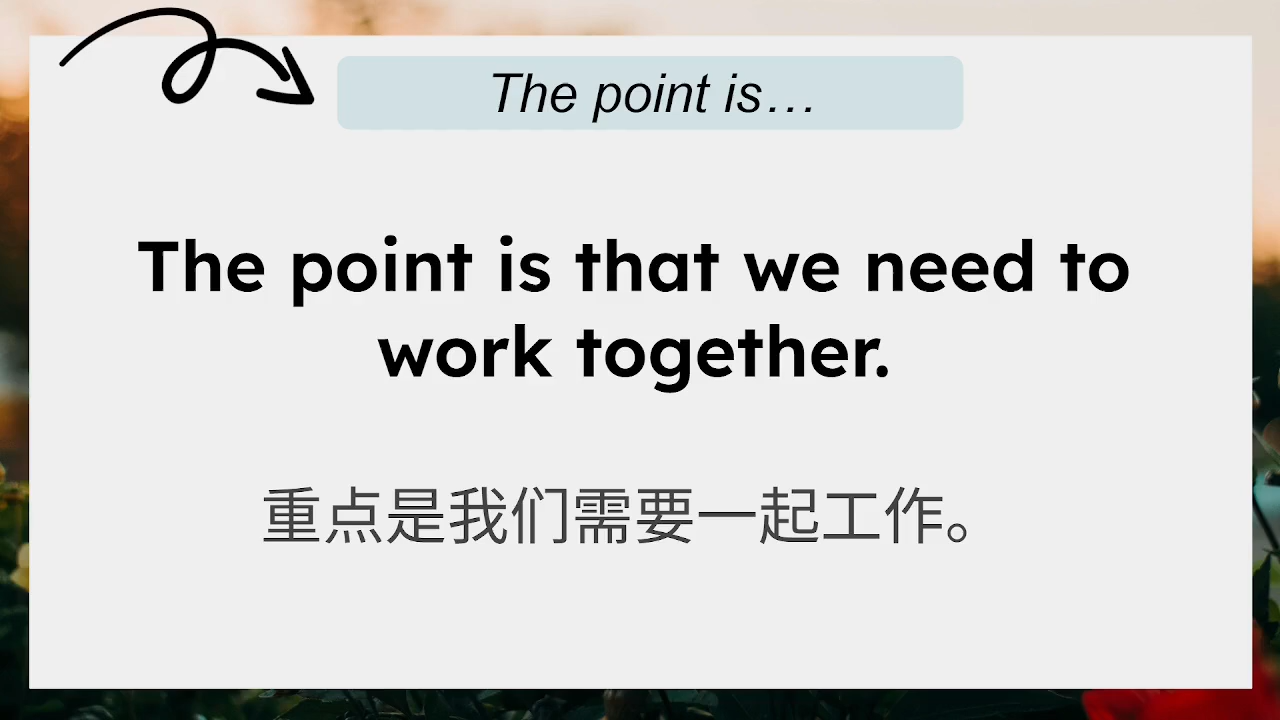 The point is…
The point is that we need to
work together.
重点是我们需要一起工作。